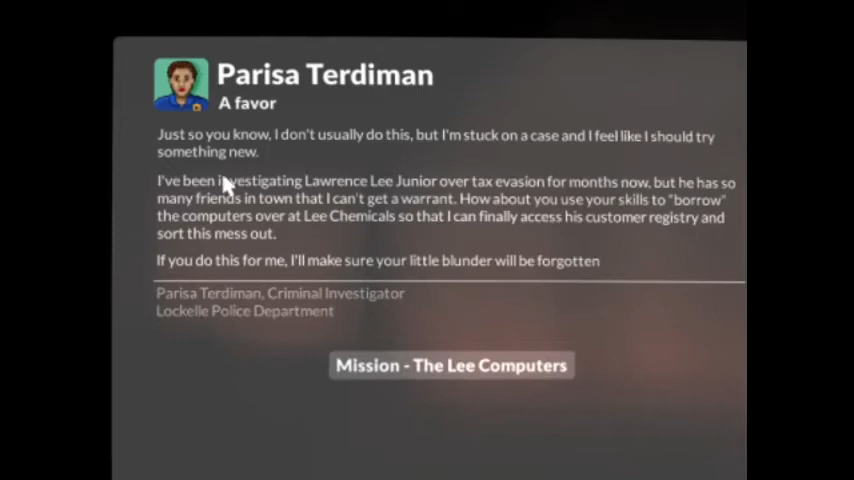 Parisa Terdiman
A favor
Just so you know, I don't usually do this, but I'm stuck on a case and I feel like I should try
something new.
I've been investigating Lawrence Lee Junior over tax evasion for months now, but he has so
many friends in town that I can't get a warrant. How about you use your skills to "borrow"
the computers over at Lee Chemicals so that I can finally access his customer registry and
sort this mess out.
If you do this for me, I'll make sure your little blunder will be forgotten
Parisa Terdiman, Criminal Investigator
Lockelle Police Department
Mission - The Lee Computers